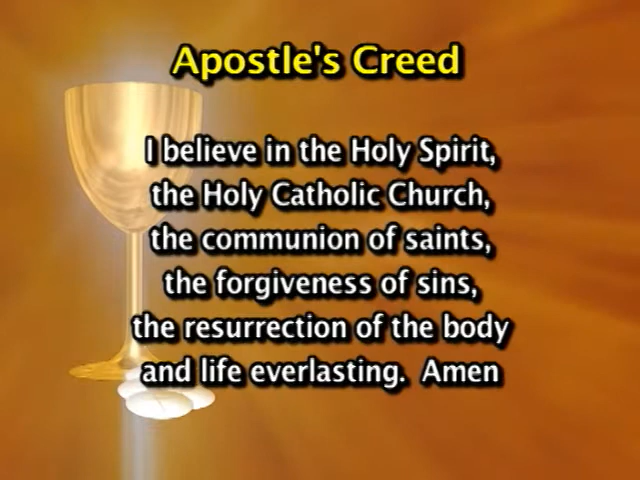 Apostle's Creed
I believe in the Holy Spirit,
the Holy Catholic Church,
the communion of saints,
the forgiveness of sins,
the resurrection of the body
and life everlasting.  Amen